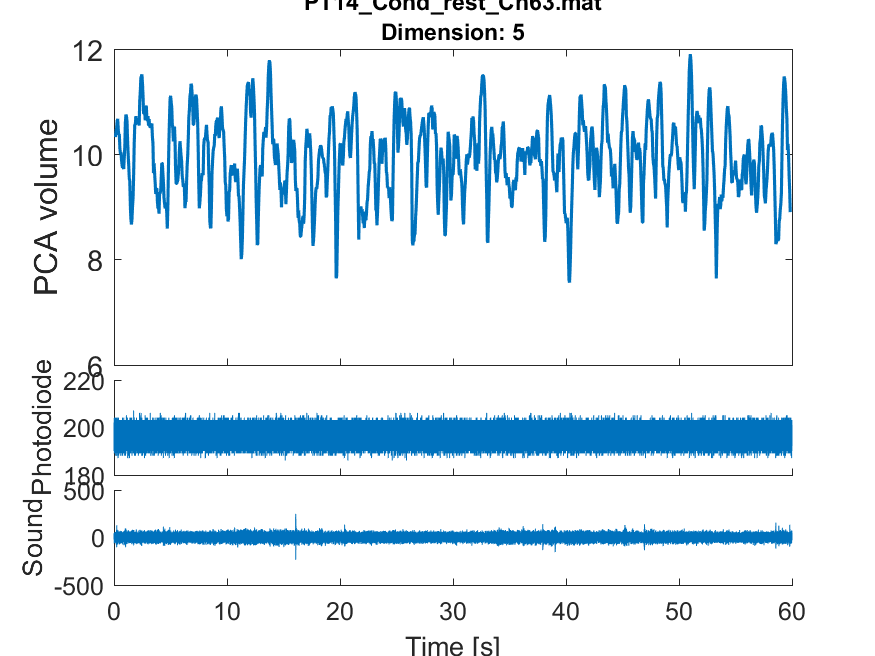 PT14_Cond_rest_Ch63.mat
Dimension: 5
12
10
8
6
PCA volume
220
200
180
Photodiode
500
0
-500
Sound
0 10 20 30 40 50 60
Time [s]